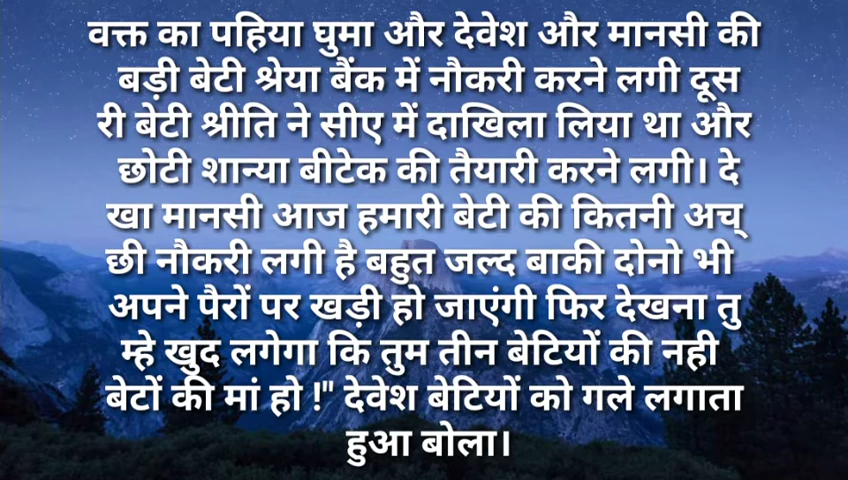 वक्त का पहिया घुमा और देवेश और मानसी की
बड़ी बेटी श्रेया बैंक में नौकरी करने लगी दूस
री बेटी श्रीति ने सीए में दाखिला लिया था और
छोटी शान्या बीटेक की तैयारी करने लगी। दे
खा मानसी आज हमारी बेटी की कितनी अच्
छी नौकरी लगी है बहुत जल्द बाकी दोनो भी
अपने पैरों पर खड़ी हो जाएंगी फिर देखना तु
म्हे खुद लगेगा कि तुम तीन बेटियों की नही
बेटों की मां हो !" देवेश बेटियों को गले लगाता
हुआ बोला।